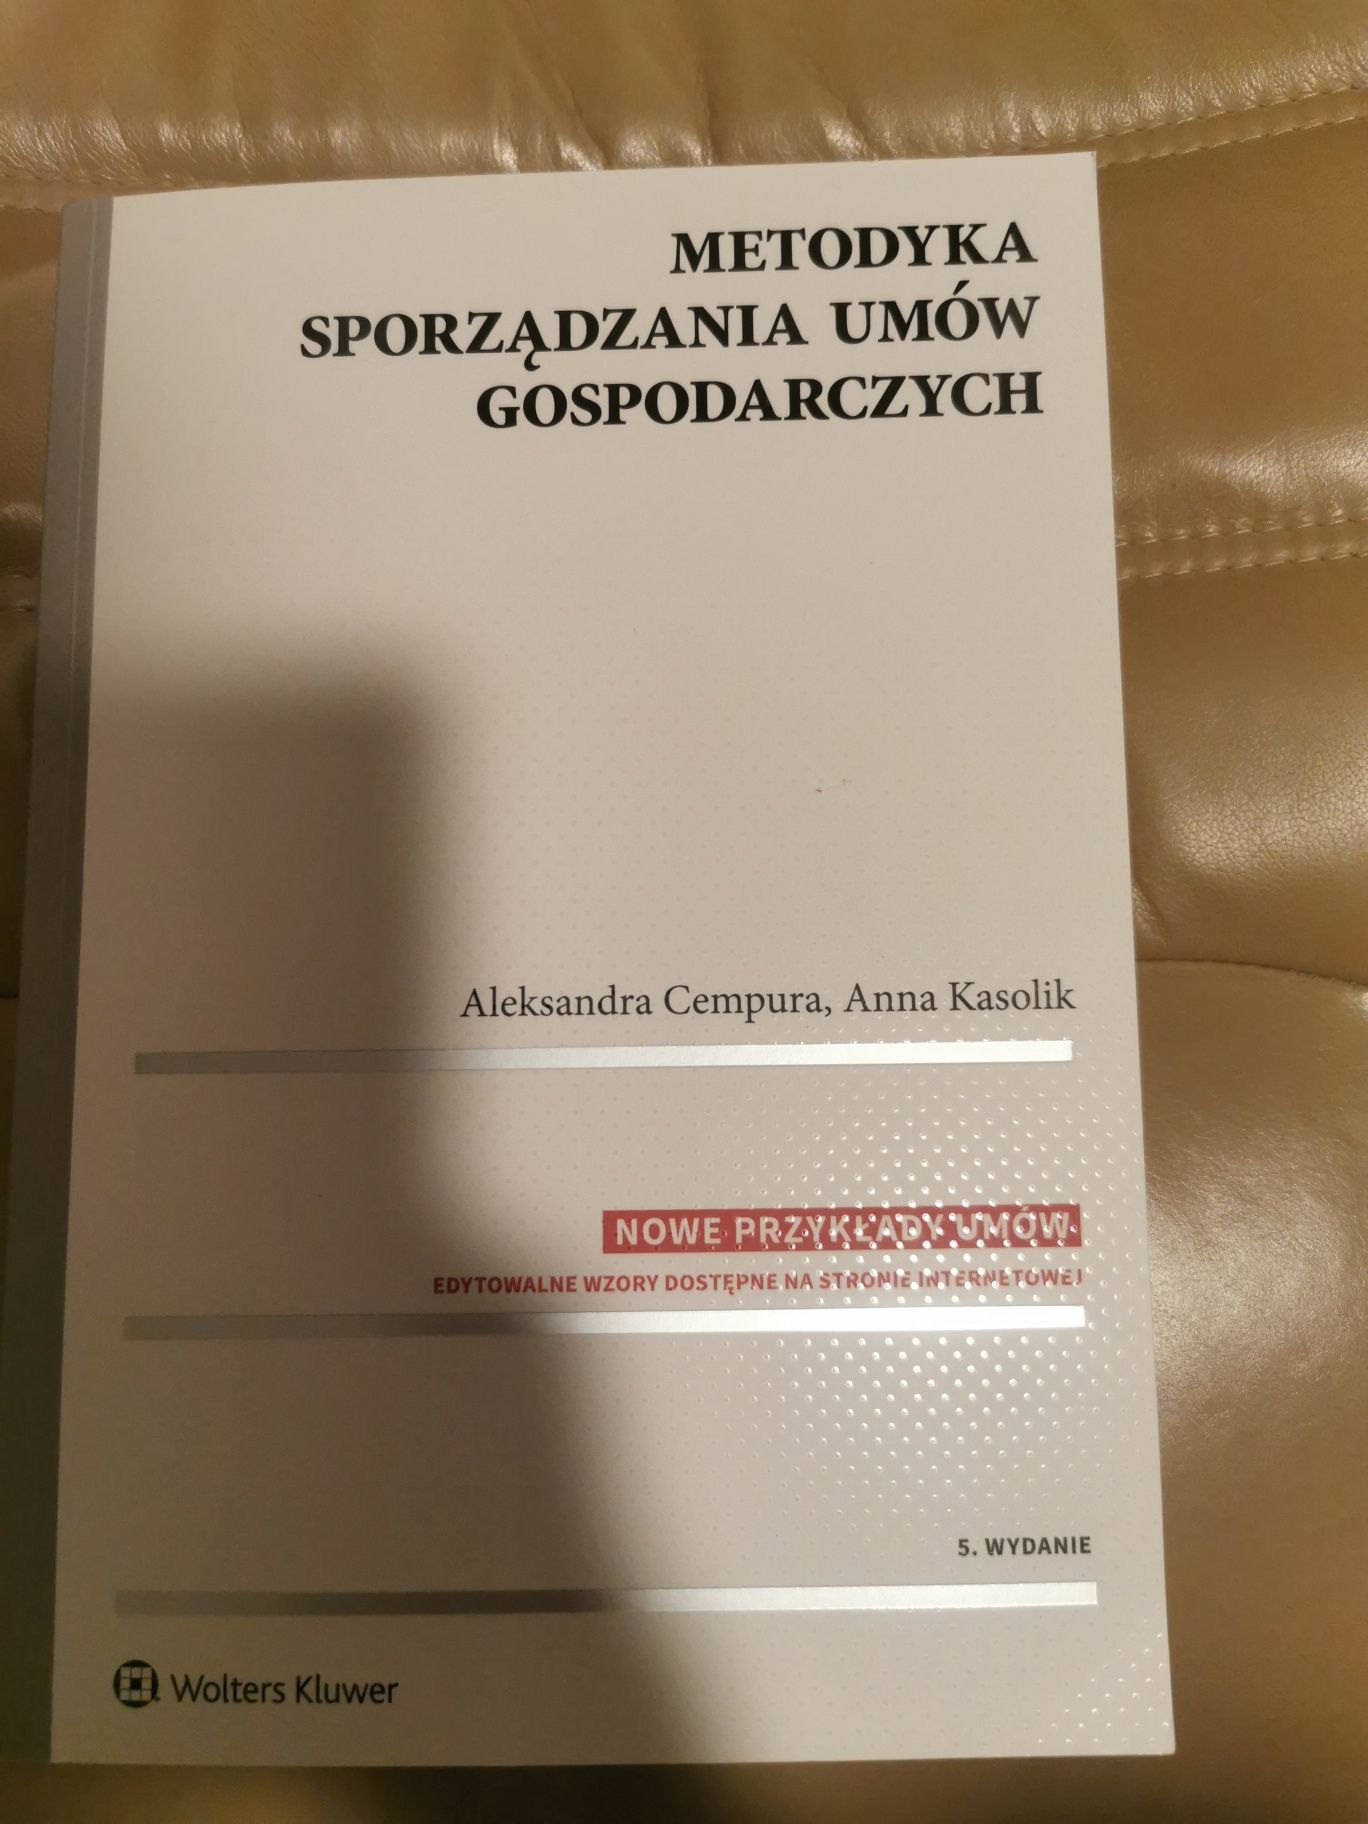 METODYKA
SPORZĄDZANIA UMÓW
GOSPODARCZYCH
Aleksandra Cempura, Anna Kasolik
NOWE PRZYKŁADY UMÓW
EDYTOWALNE WZORY DOSTĘPNE NA STRONIE INTERNETOWEJ
5. WYDANIE
Wolters Kluwer